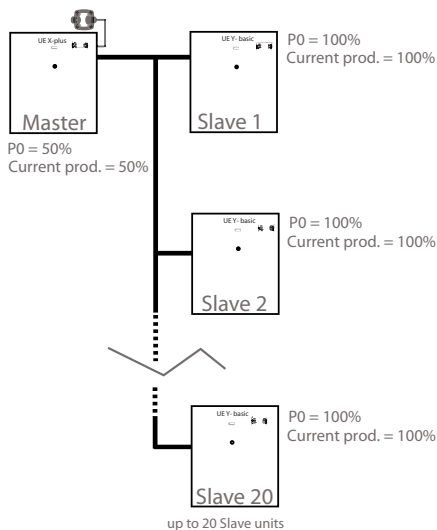 UE X-plus
Master
P0 = 50%
Current prod. = 50%
UE Y- basic
Slave 1
P0 = 100%
Current prod. = 100%
UE Y- basic
Slave 2
P0 = 100%
Current prod. = 100%
UE Y- basic
Slave 20
P0 = 100%
Current prod. = 100%
up to 20 Slave units